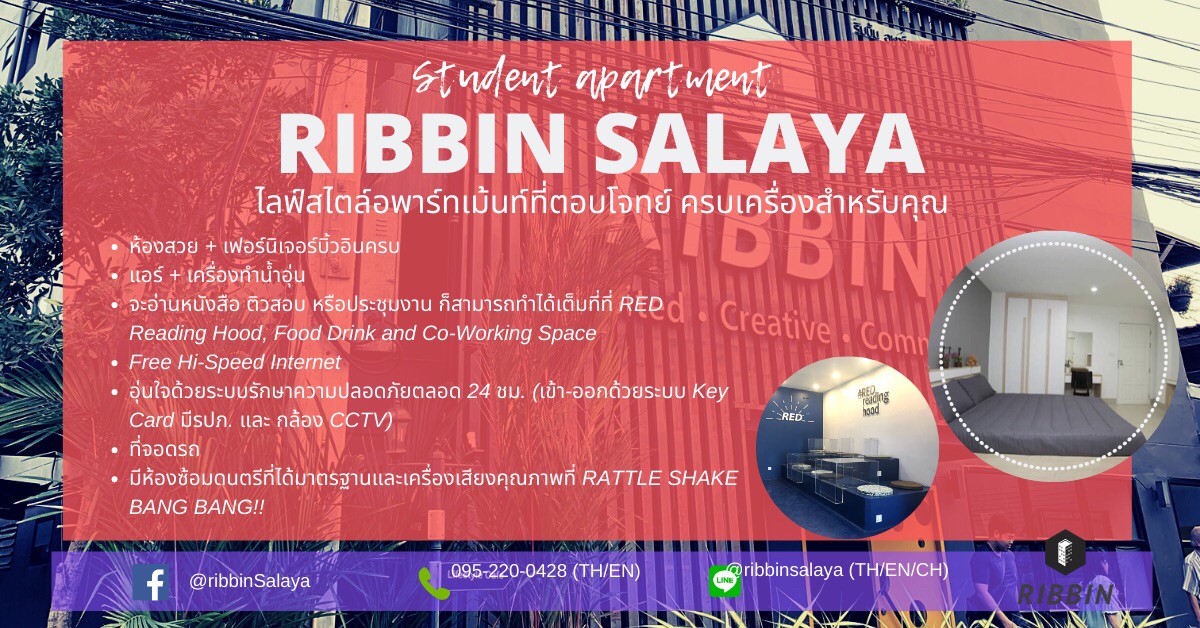 รินบิ้น
Student apartment
RIBBIN SALAYA
ไลฟ์สไตล์อพาร์ทเม้นท์ที่ตอบโจทย์ ครบเครื่องสำหรับคุณ
• ห้องสวย + เฟอร์นิเจอร์บิ้วอินครบ
• แอร์ + เครื่องทำน้ำอุ่น
• จะอ่านหนังสือ ติวสอบ หรือประชุมงาน ก็สามารถทำได้เต็มที่ที่ RED
Reading Hood, Food Drink and Co-Working Space
• Free Hi-Speed Internet
• อุ่นใจด้วยระบบรักษาความปลอดภัยตลอด 24 ชม. (เข้า-ออกด้วยระบบ Key
Card มีรปภ. และ กล้อง CCTV)
• ที่จอดรถ
• มีห้องซ้อมดนตรีที่ได้มาตรฐานและเครื่องเสียงคุณภาพที่ RATTLE SHAKE
BANG BANG!!
RIBBIN
• Creative • Comm
RED
#RED
reading
hood
@ribbinSalaya
095-220-0428 (TH/EN)
LINE
@ribbinsalaya (TH/EN/CH)
RIBBIN